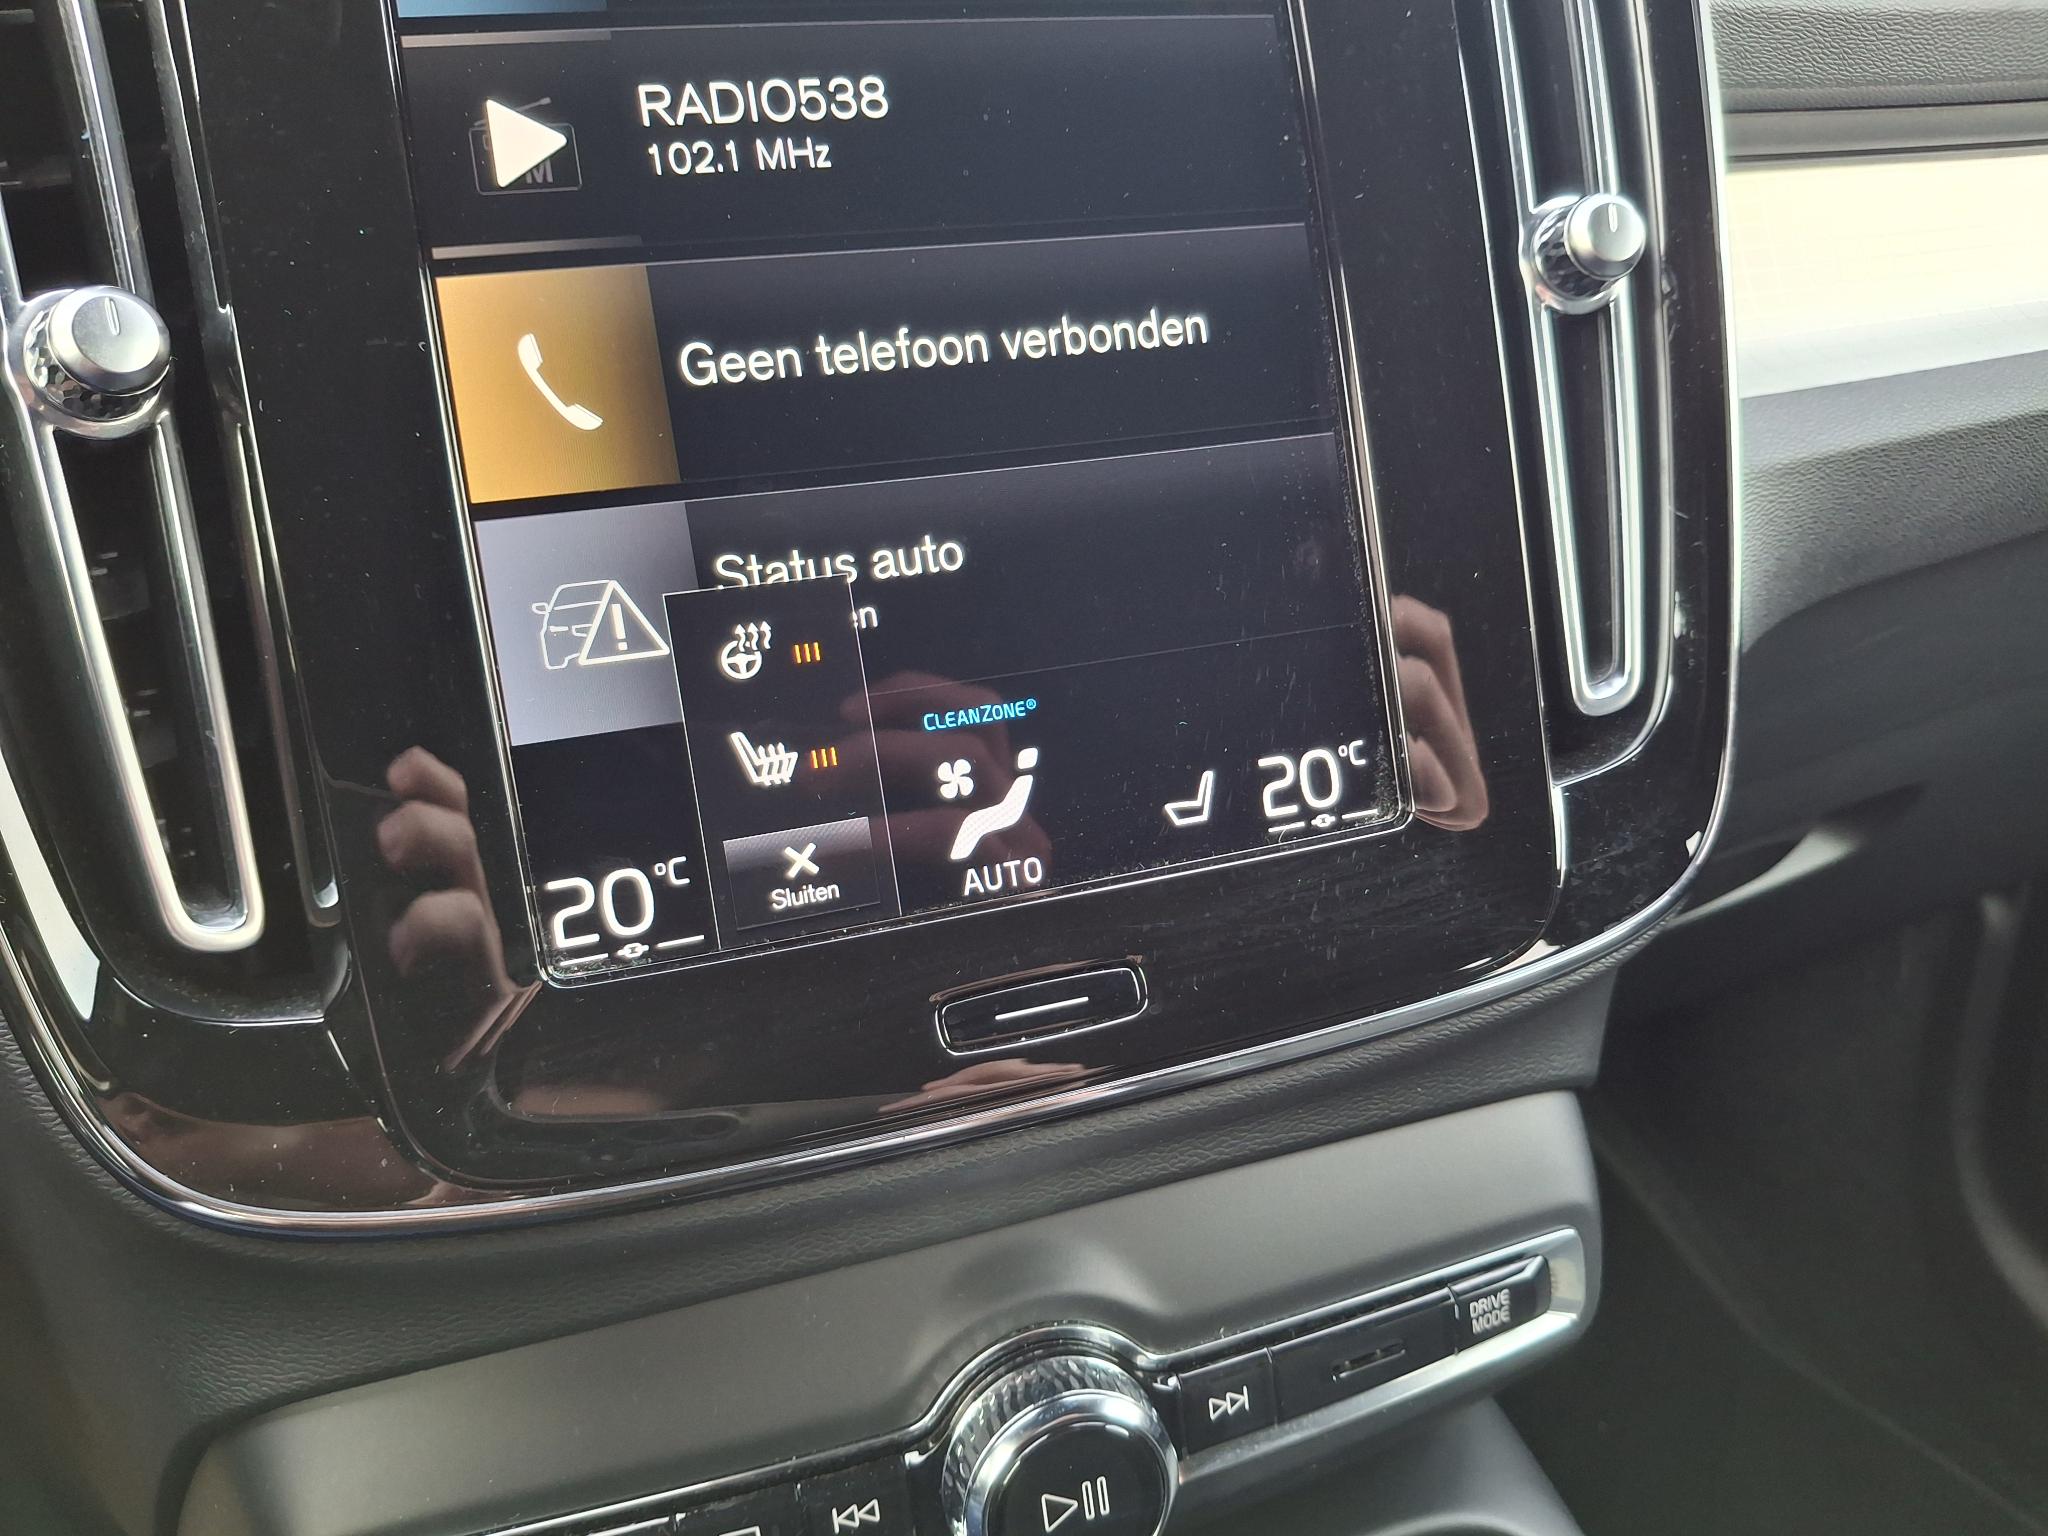 RADIO538
102.1 MHz
Geen telefoon verbonden
Status auto
CLEANZONE®
20°C
20°C
AUTO
Sluiten
DRIVE
MODE